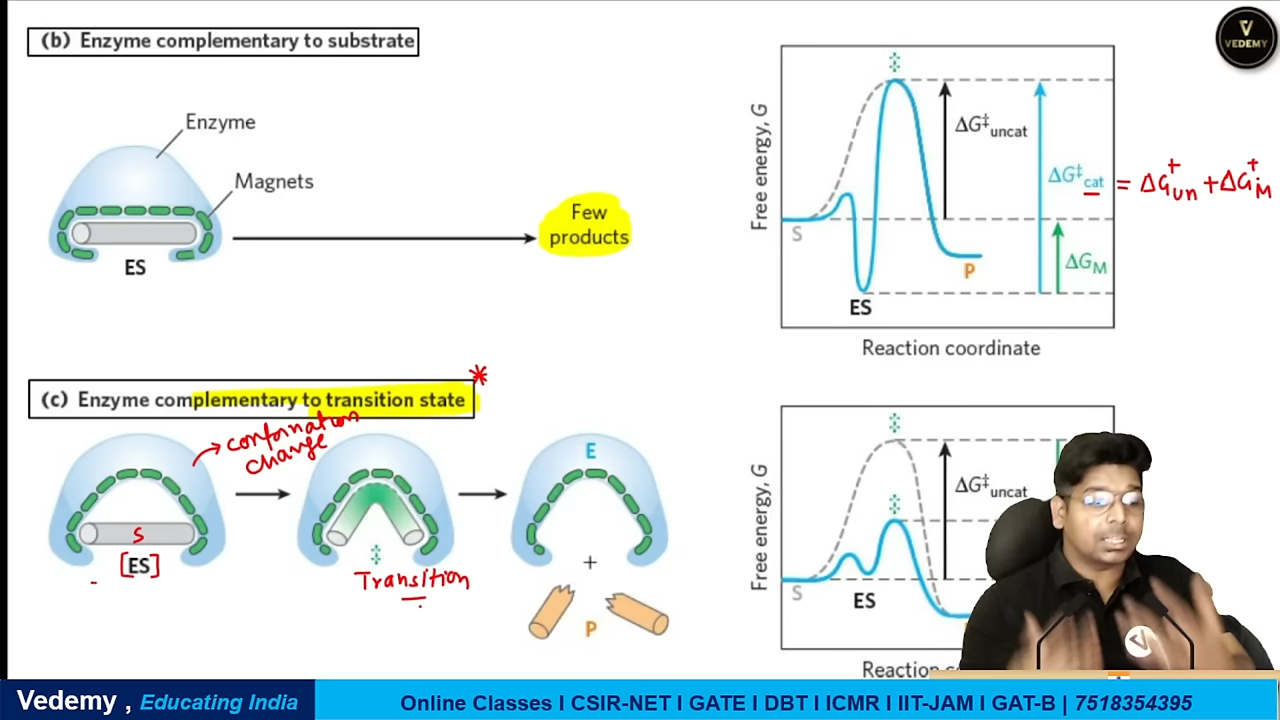 (b) Enzyme complementary to substrate
VEDEMY
Enzyme
Magnets
Few
products
ES
Free energy, G
‡
ΔG‡uncat
ΔG‡cat = ΔG‡un + ΔG‡M
S
P
ΔGM
ES
Reaction coordinate
(c) Enzyme complementary to transition state *
conformation
change
S
[ES]
‡
Transition
E
+
P
Free energy, G
‡
‡
ΔG‡uncat
S
ES
Vedemy , Educating India
Online Classes I CSIR-NET I GATE I DBT I ICMR I IIT-JAM I GAT-B | 7518354395